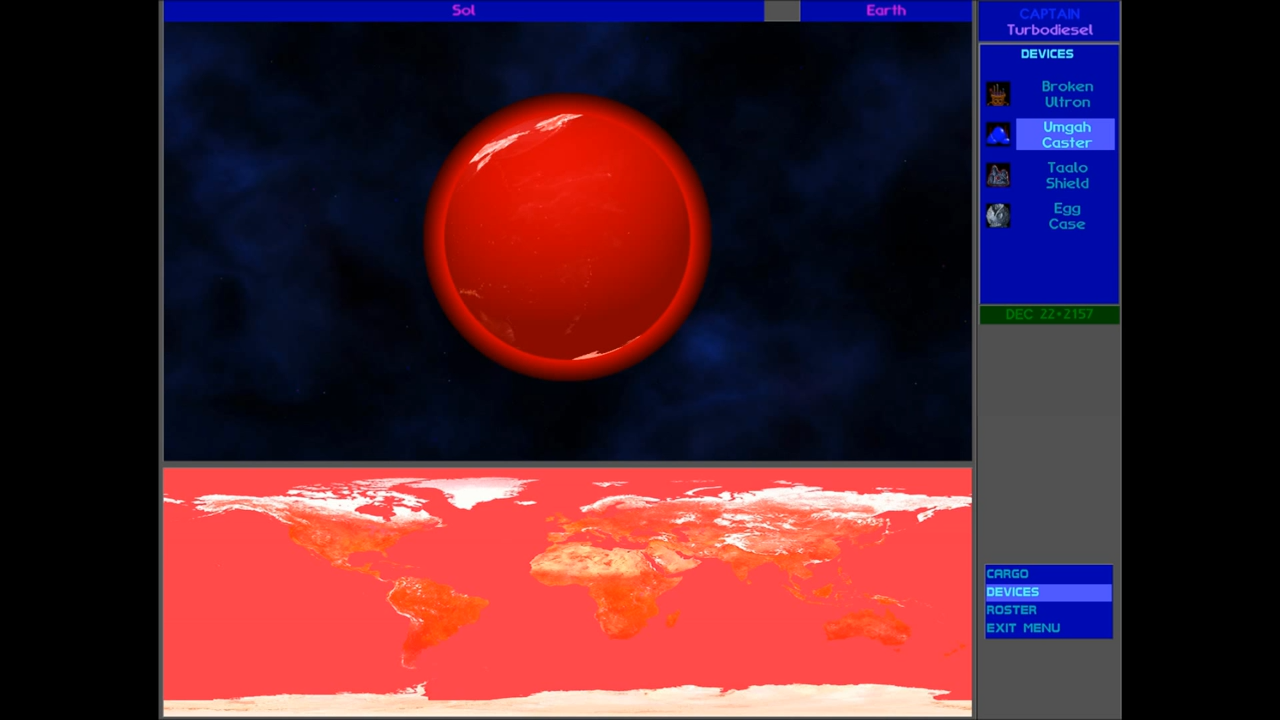 Sol
Earth
CAPTAIN
Turbodiesel
DEVICES
Broken
Ultron
Umgah
Caster
Taalo
Shield
Egg
Case
DEC 22•2157
CARGO
DEVICES
ROSTER
EXIT MENU